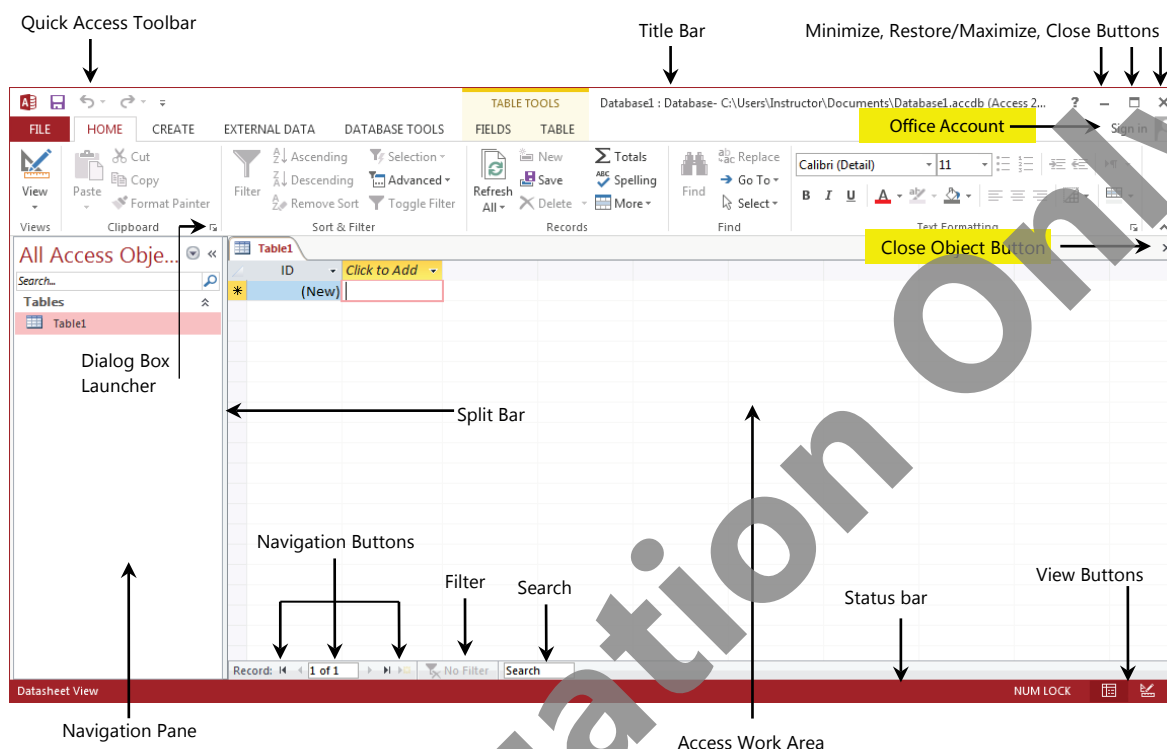 Quick Access Toolbar
Title Bar
Minimize, Restore/Maximize, Close Buttons
TABLE TOOLS
Database1 : Database- C:\Users\Instructor\Documents\Database1.accdb (Access 2... ?
FILE HOME CREATE EXTERNAL DATA DATABASE TOOLS FIELDS TABLE
Office Account
Sign in
View
Views
Paste
Cut
Copy
Format Painter
Clipboard
Filter
Ascending
Descending
Remove Sort
Selection
Advanced
Toggle Filter
Sort & Filter
Refresh
All
New
Save
Delete
Totals
Spelling
More
Records
Find
Replace
Go To
Select
Find
Calibri (Detail) 11
B I U A
Text Formatting
Close Object Button
All Access Obje...
Search...
Tables
Table1
Table1
ID Click to Add
(New)
Dialog Box
Launcher
Split Bar
Navigation Buttons
Filter
Search
Status bar
View Buttons
Record: 1 of 1 No Filter Search
Datasheet View
NUM LOCK
Navigation Pane
Access Work Area